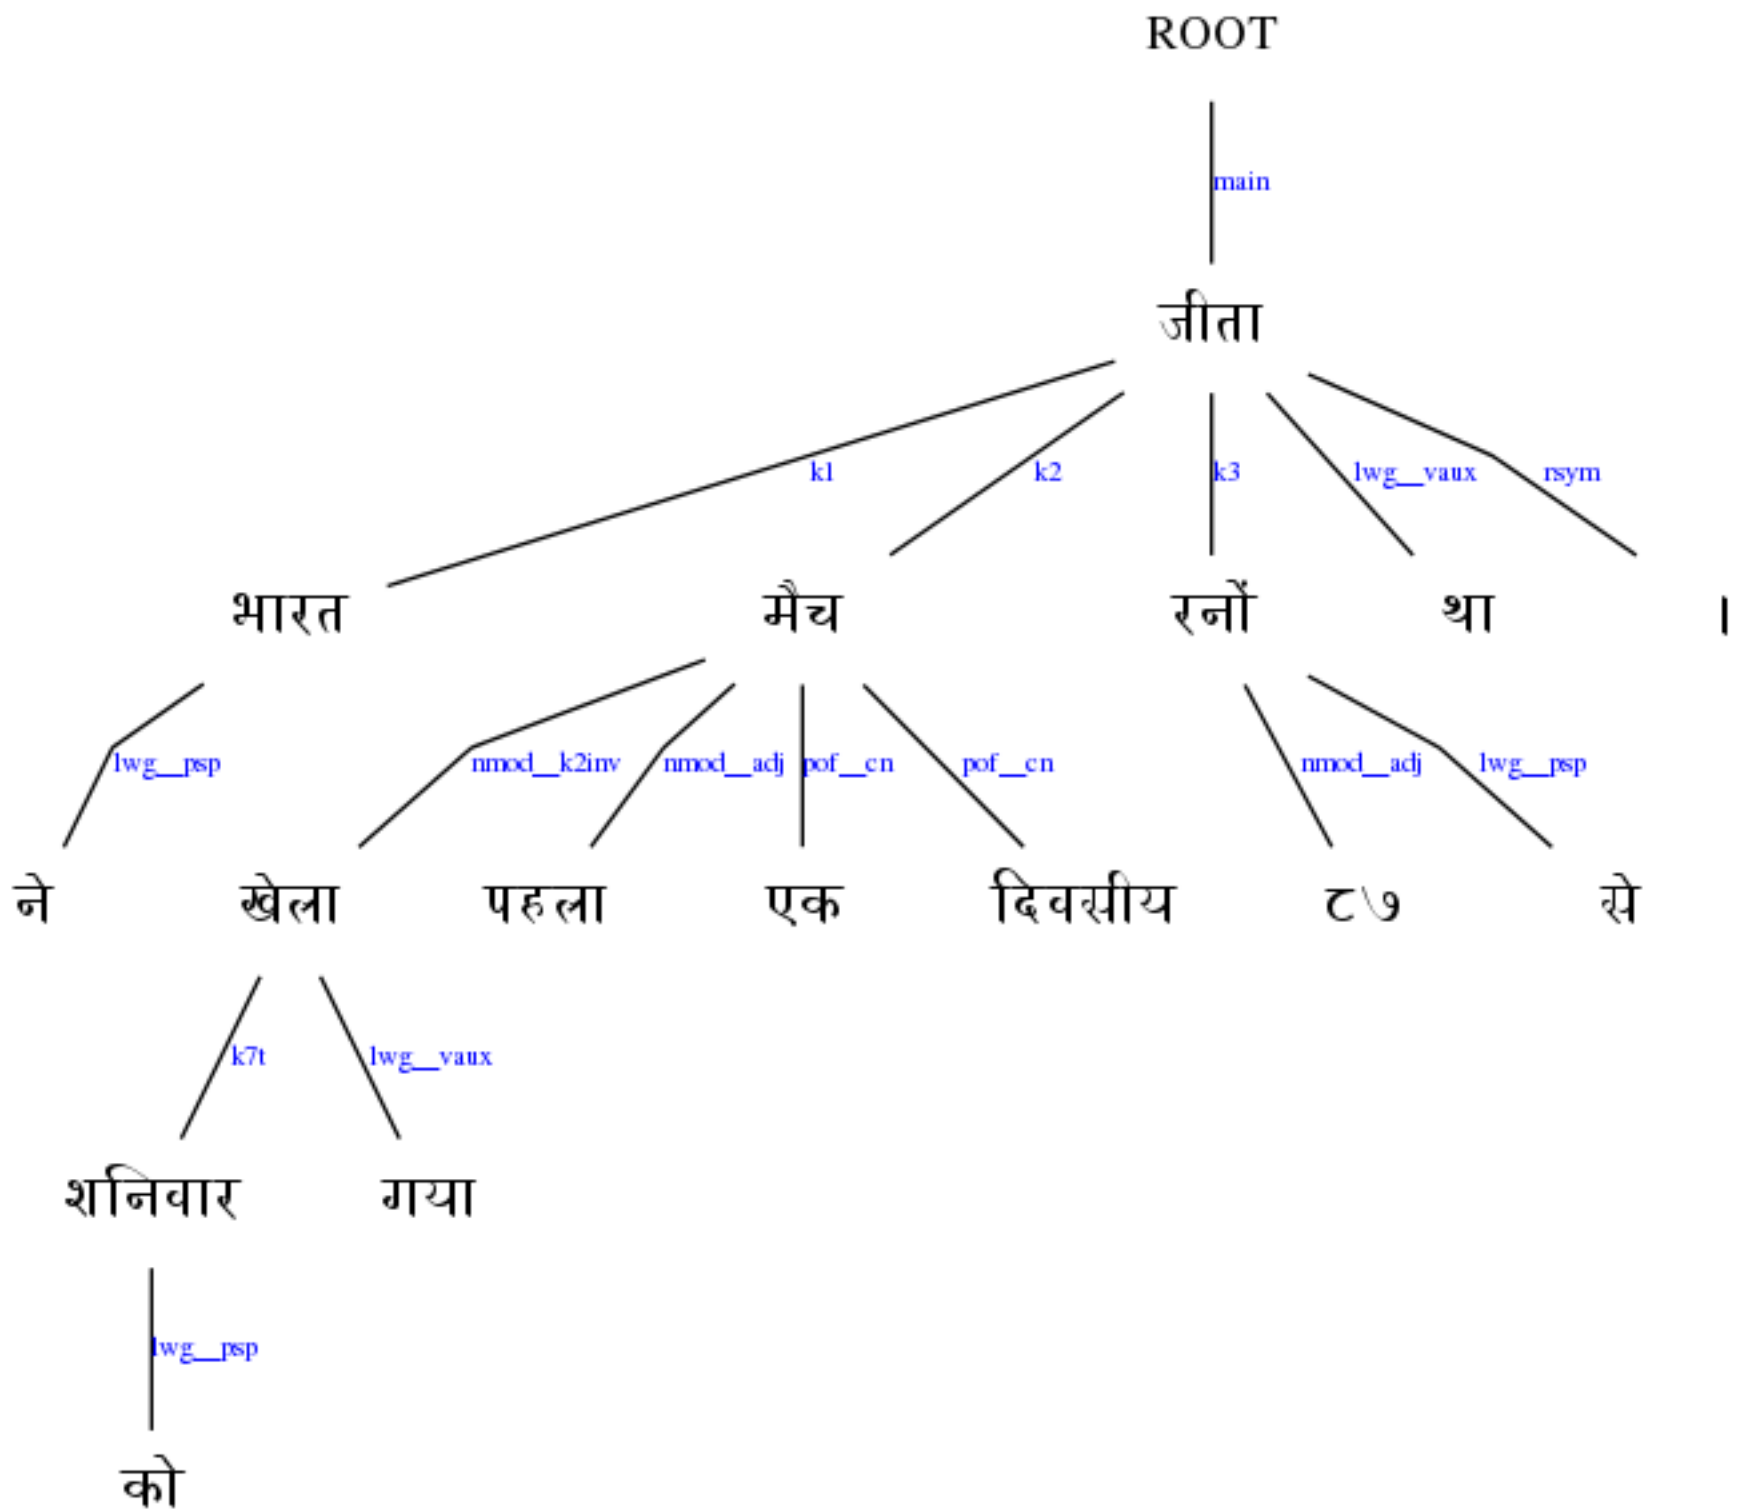 ROOT
main
जीता
k1 k2 k3 lwg__vaux rsym
भारत मैच रनों था ।
lwg__psp nmod__k2inv nmod__adj pof__cn pof__cn nmod__adj lwg__psp
ने खेला पहला एक दिवसीय ८७ से
k7t lwg__vaux
शनिवार गया
lwg__psp
को